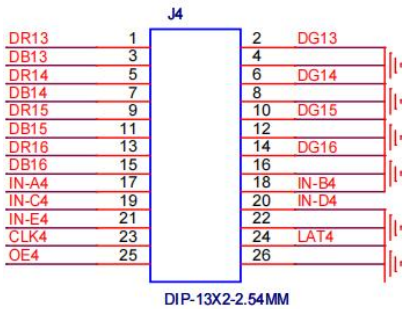 J4
DR13 1 2 DG13
DB13 3 4
DR14 5 6 DG14
DB14 7 8
DR15 9 10 DG15
DB15 11 12
DR16 13 14 DG16
DB16 15 16
IN-A4 17 18 IN-B4
IN-C4 19 20 IN-D4
IN-E4 21 22
CLK4 23 24 LAT4
OE4 25 26
DIP-13X2-2.54MM